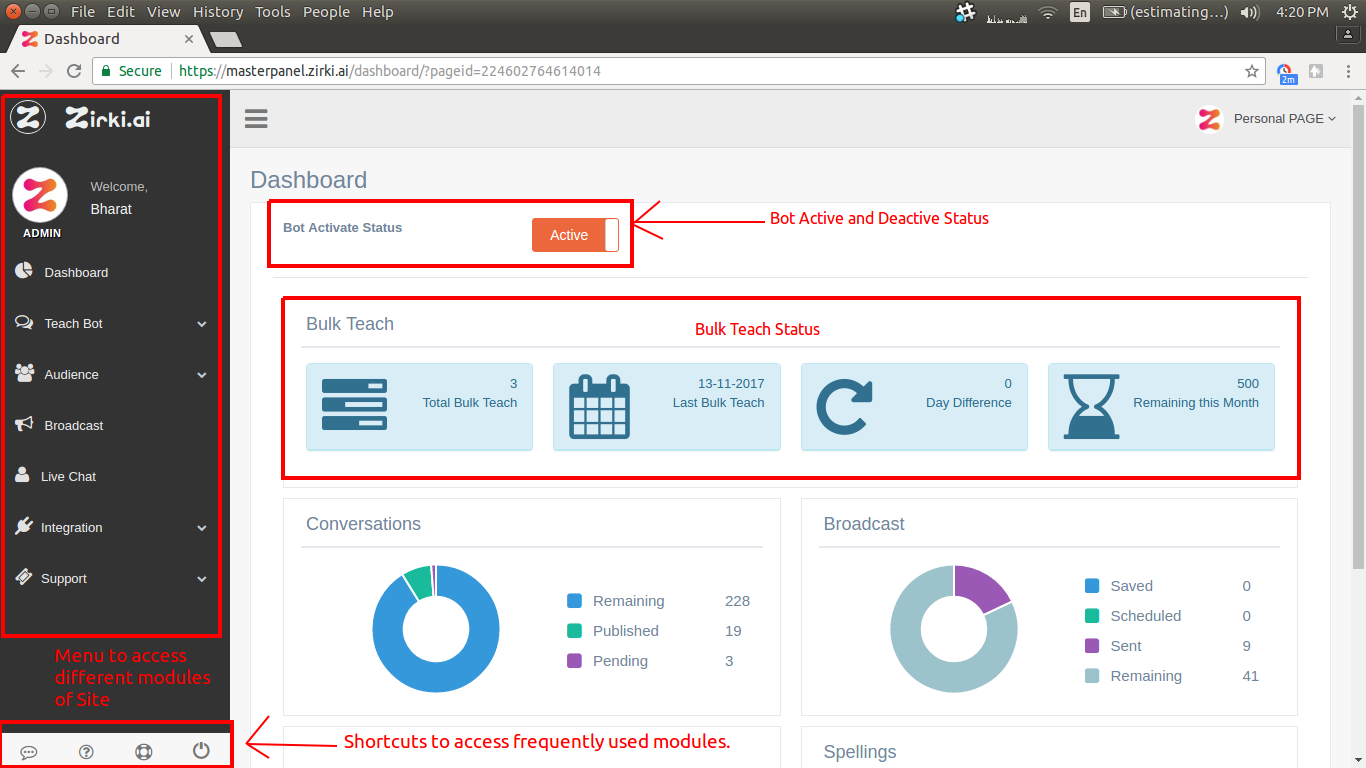 File Edit View History Tools People Help
En (estimating...) 4:20 PM
Dashboard
Secure https://masterpanel.zirki.ai/dashboard/?pageid=224602764614014
2m
Zirki.ai
Personal PAGE
Welcome,
Bharat
ADMIN
Dashboard
Teach Bot
Audience
Broadcast
Live Chat
Integration
Support
Menu to access
different modules
of Site
Dashboard
Bot Activate Status
Active
Bot Active and Deactive Status
Bulk Teach
Bulk Teach Status
3
Total Bulk Teach
13-11-2017
Last Bulk Teach
0
Day Difference
500
Remaining this Month
Conversations
Remaining 228
Published 19
Pending 3
Broadcast
Saved 0
Scheduled 0
Sent 9
Remaining 41
Shortcuts to access frequently used modules.
Spellings